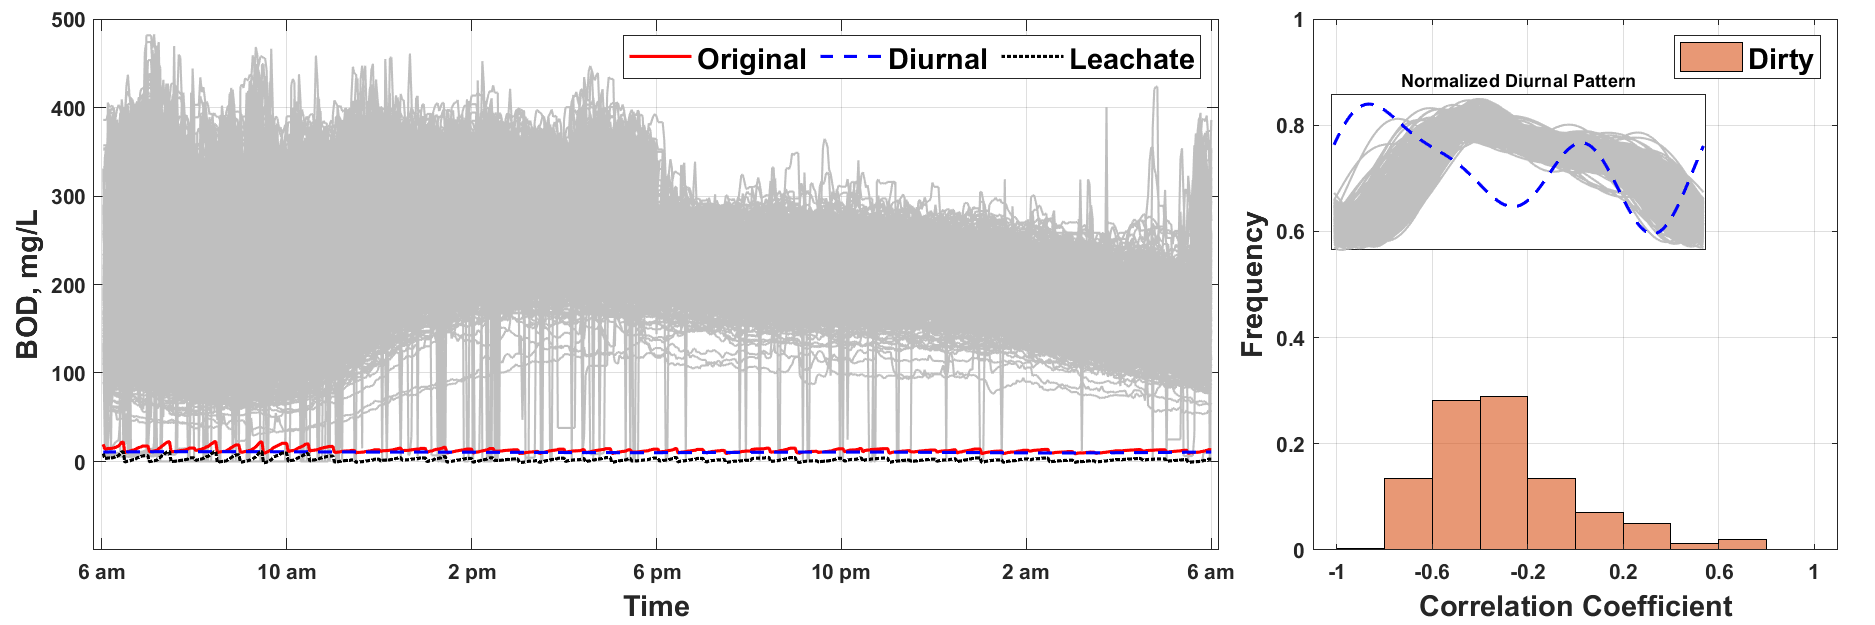 500
400
300
200
100
0
BOD, mg/L
Original Diurnal Leachate
6 am 10 am 2 pm 6 pm 10 pm 2 am 6 am
Time
1
0.8
0.6
0.4
0.2
0
Frequency
Dirty
Normalized Diurnal Pattern
-1 -0.6 -0.2 0.2 0.6 1
Correlation Coefficient